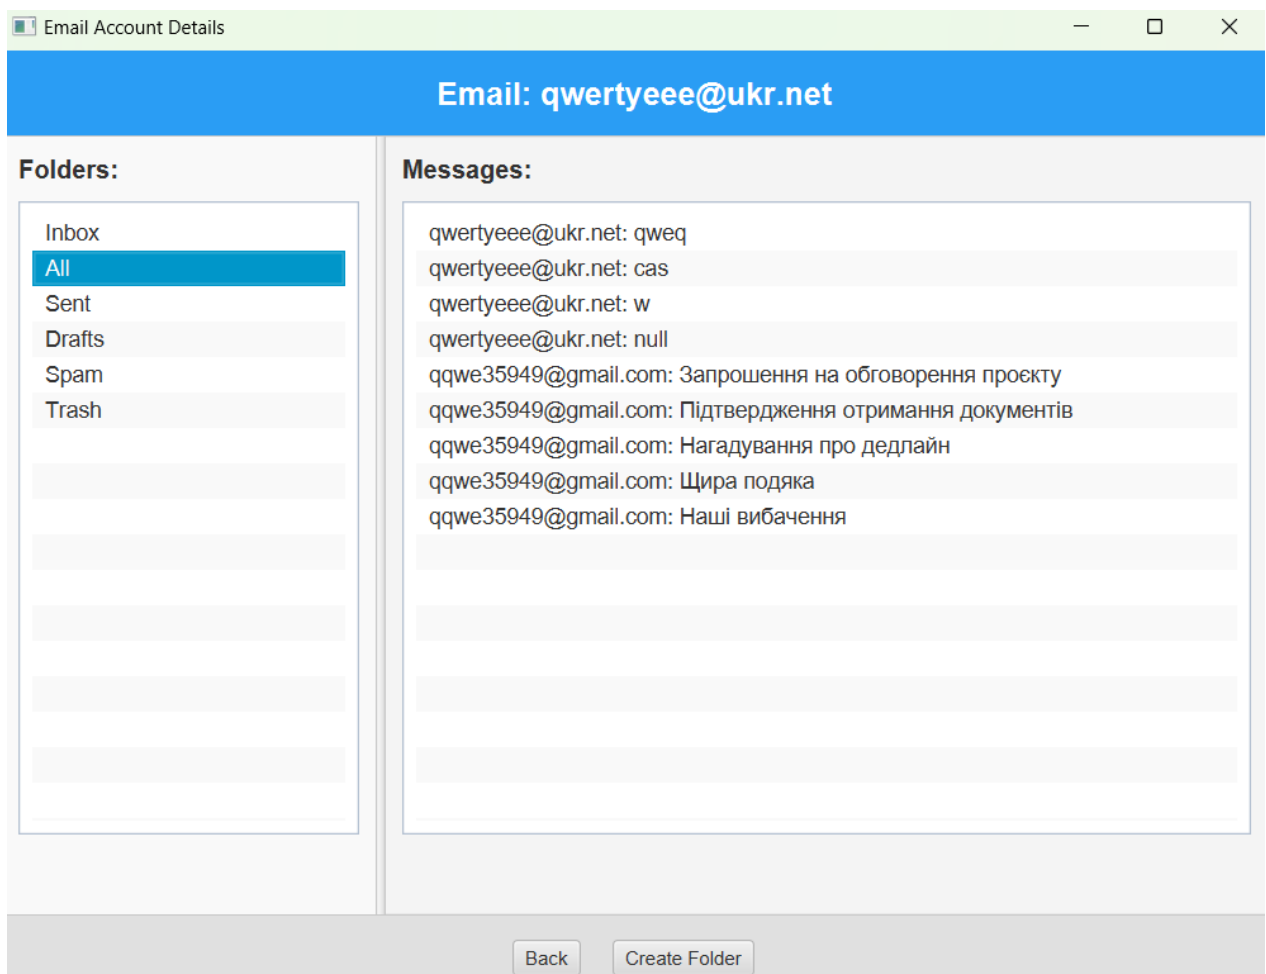 Email Account Details
Email: qwertyeee@ukr.net
Folders:
Inbox
All
Sent
Drafts
Spam
Trash
Messages:
qwertyeee@ukr.net: qweq
qwertyeee@ukr.net: cas
qwertyeee@ukr.net: w
qwertyeee@ukr.net: null
qqwe35949@gmail.com: Запрошення на обговорення проєкту
qqwe35949@gmail.com: Підтвердження отримання документів
qqwe35949@gmail.com: Нагадування про дедлайн
qqwe35949@gmail.com: Щира подяка
qqwe35949@gmail.com: Наші вибачення
Back
Create Folder